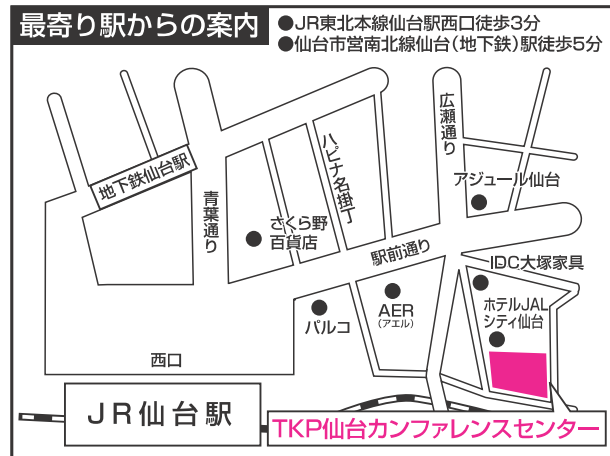 最寄り駅からの案内
●JR東北本線仙台駅西口徒歩3分
●仙台市営南北線仙台(地下鉄)駅徒歩5分
地下鉄仙台駅
青葉通り
さくら野
百貨店
ハピナ名掛丁
広瀬通り
アジュール仙台
駅前通り
IDC大塚家具
ホテルJAL
シティ仙台
AER
(アエル)
パルコ
西口
JR仙台駅
TKP仙台カンファレンスセンター